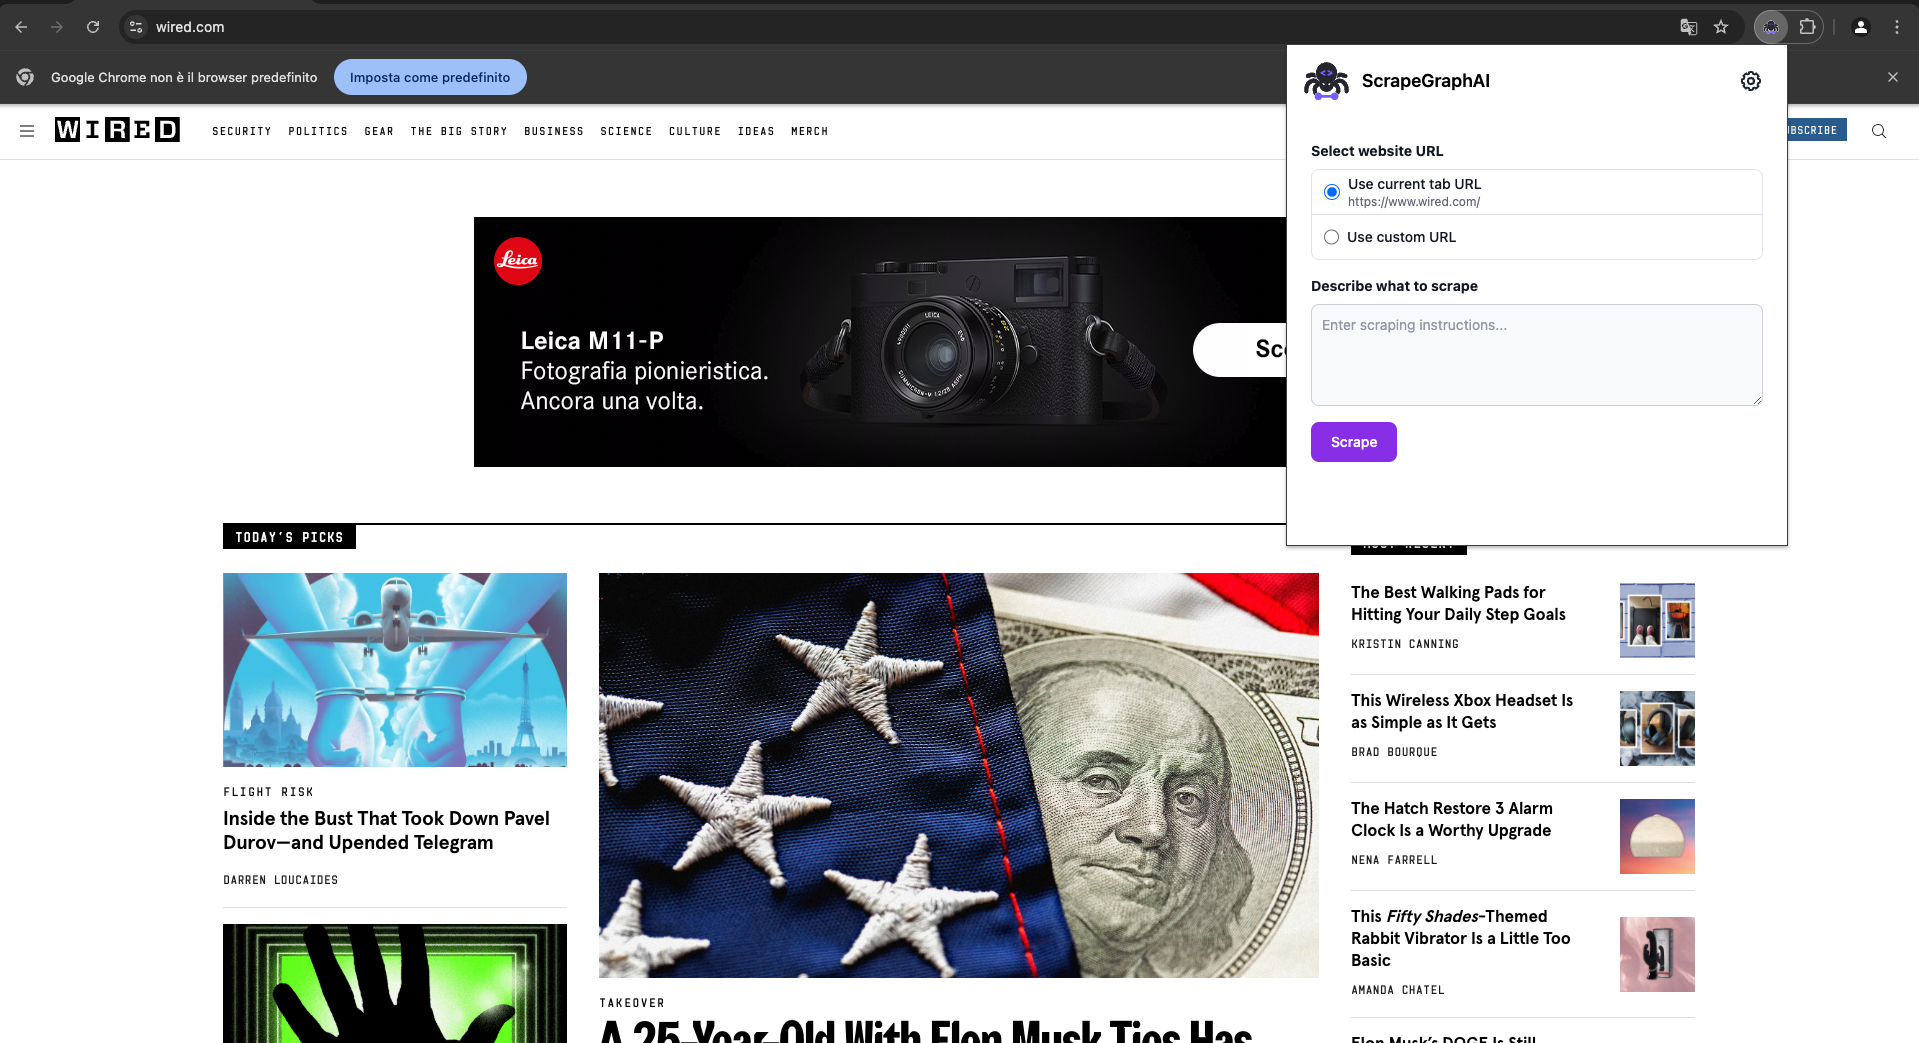 wired.com
Google Chrome non è il browser predefinito
Imposta come predefinito
WIRED
SECURITY
POLITICS
GEAR
THE BIG STORY
BUSINESS
SCIENCE
CULTURE
IDEAS
MERCH
ScrapeGraphAI
Select website URL
Use current tab URL
https://www.wired.com/
Use custom URL
Describe what to scrape
Enter scraping instructions...
Scrape
Leica
Leica M11-P
Fotografia pionieristica.
Ancora una volta.
TODAY'S PICKS
FLIGHT RISK
Inside the Bust That Took Down Pavel
Durov—and Upended Telegram
DARREN LOUCAIDES
TAKEOVER
A 25-Year-Old With Elon Musk Ties Has
The Best Walking Pads for
Hitting Your Daily Step Goals
KRISTIN CANNING
This Wireless Xbox Headset Is
as Simple as It Gets
BRAD BOURQUE
The Hatch Restore 3 Alarm
Clock Is a Worthy Upgrade
NENA FARRELL
This Fifty Shades-Themed
Rabbit Vibrator Is a Little Too
Basic
AMANDA CHATEL
Elon Musk's DOGE Is Still